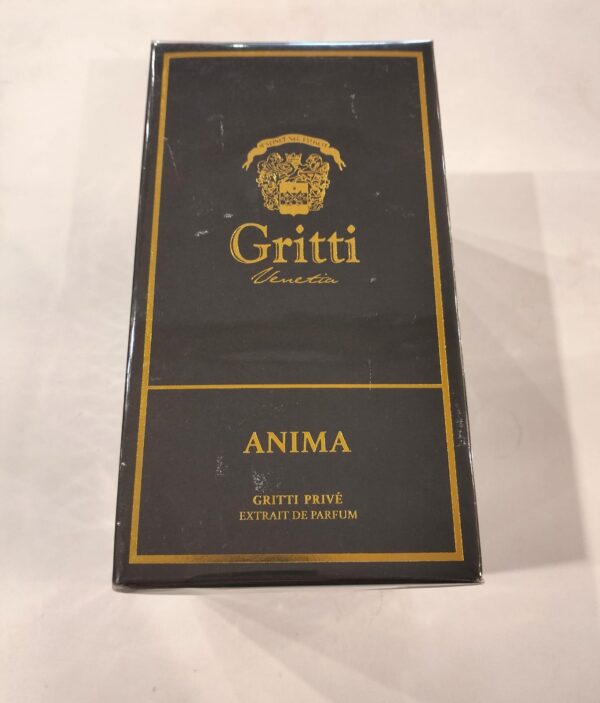 Gritti
Venetia
ANIMA
GRITTI PRIVÉ
EXTRAIT DE PARFUM